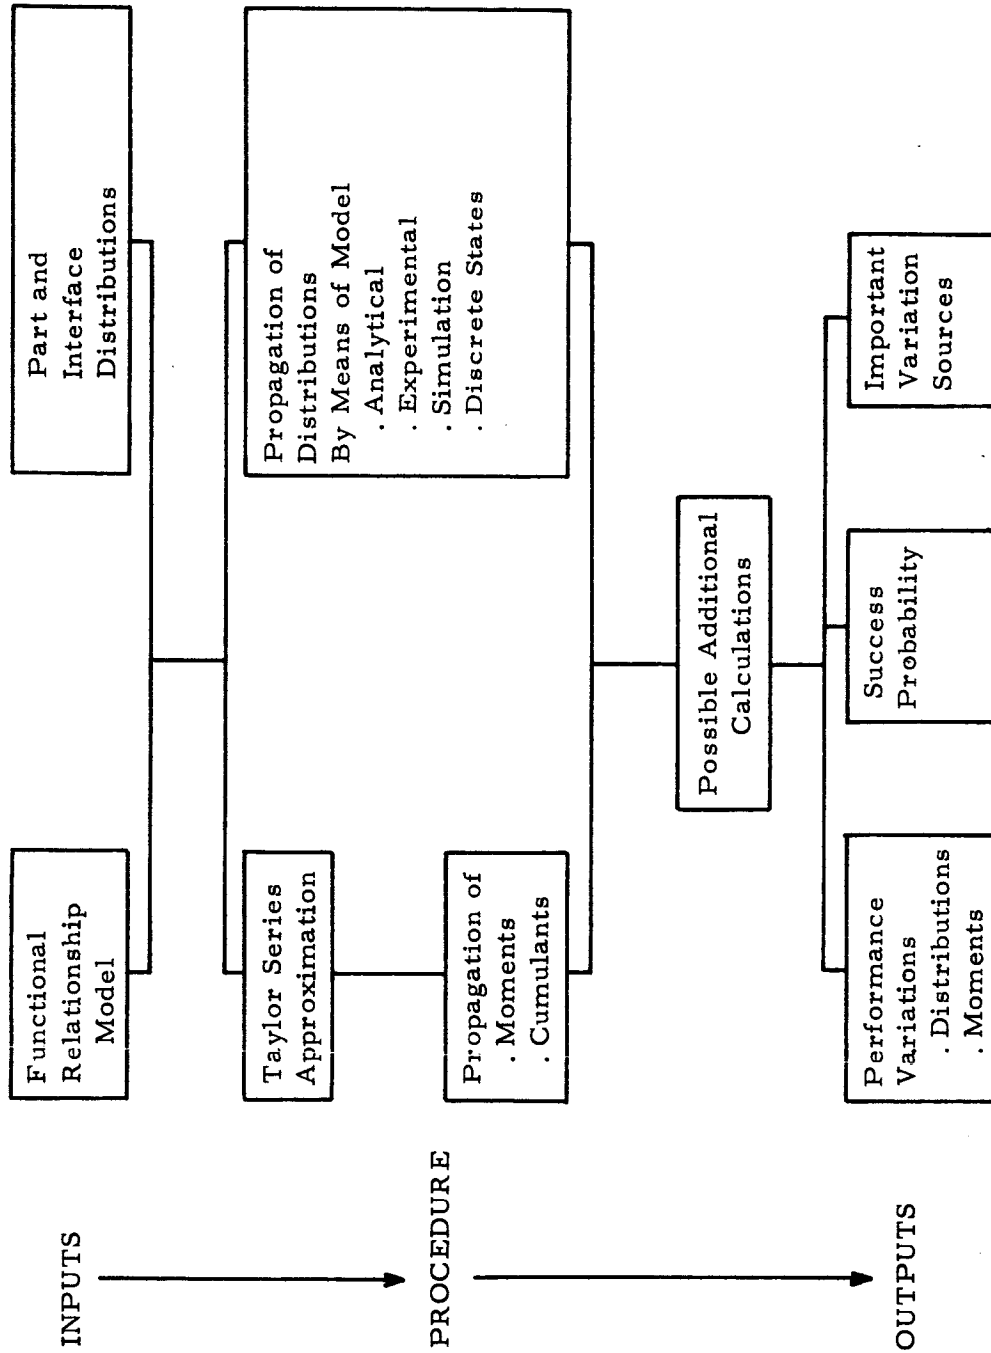 INPUTS
PROCEDURE
OUTPUTS
Functional
Relationship
Model
Part and
Interface
Distributions
Taylor Series
Approximation
Propagation of
. Moments
. Cumulants
Propagation of
Distributions
By Means of Model
. Analytical
. Experimental
. Simulation
. Discrete States
Possible Additional
Calculations
Performance
Variations
. Distributions
. Moments
Success
Probability
Important
Variation
Sources